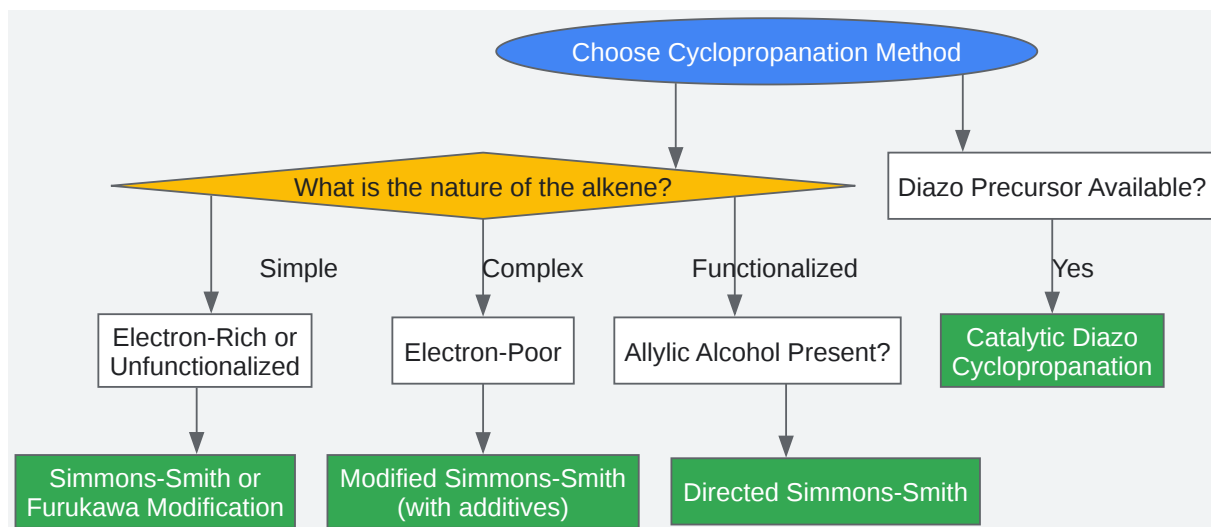 Choose Cyclopropanation Method
What is the nature of the alkene?
Diazo Precursor Available?
Simple
Complex
Functionalized
Yes
Electron-Rich or
Unfunctionalized
Electron-Poor
Allylic Alcohol Present?
Catalytic Diazo
Cyclopropanation
Simmons-Smith or
Furukawa Modification
Modified Simmons-Smith
(with additives)
Directed Simmons-Smith